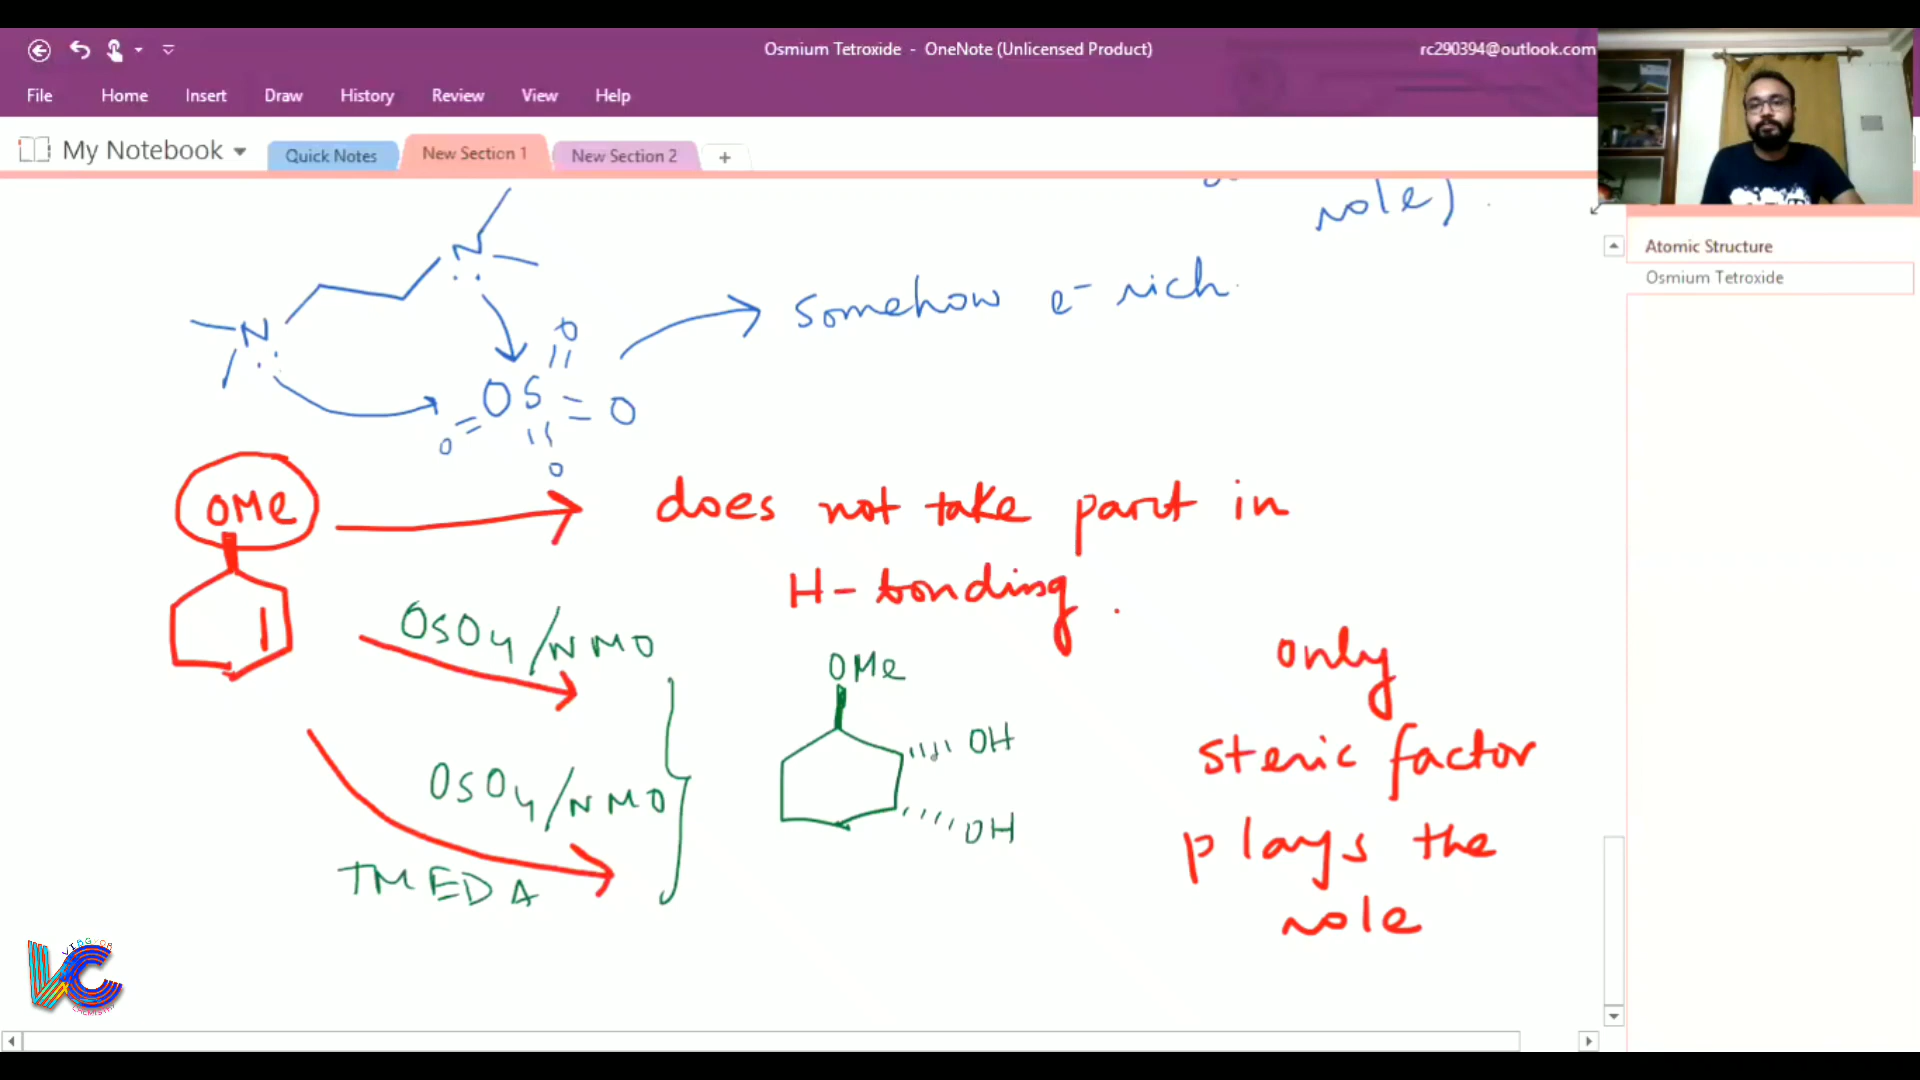 Osmium Tetroxide - OneNote (Unlicensed Product)
rc290394@outlook.com
File Home Insert Draw History Review View Help
My Notebook
Quick Notes
New Section 1
New Section 2
+
Atomic Structure
Osmium Tetroxide
role)
N
N
OS
O
O
O
O
somehow e- rich
OMe
does not take part in
H-bonding.
OsO4/NMO
OsO4/NMO
TMEDA
OMe
OH
OH
only
steric factor
plays the
role
VC
CHEMISTRY